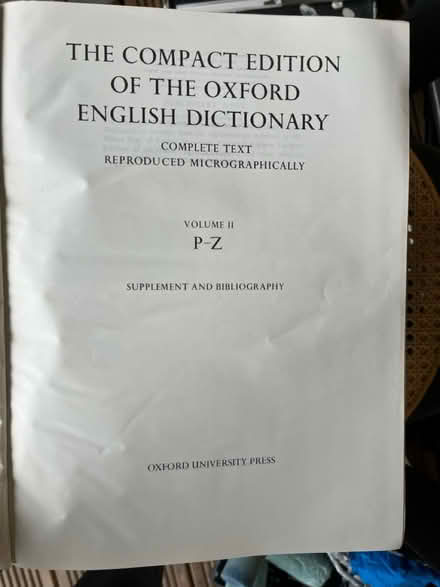 THE COMPACT EDITION
OF THE OXFORD
ENGLISH DICTIONARY
COMPLETE TEXT
REPRODUCED MICROGRAPHICALLY
VOLUME II
P–Z
SUPPLEMENT AND BIBLIOGRAPHY
OXFORD UNIVERSITY PRESS